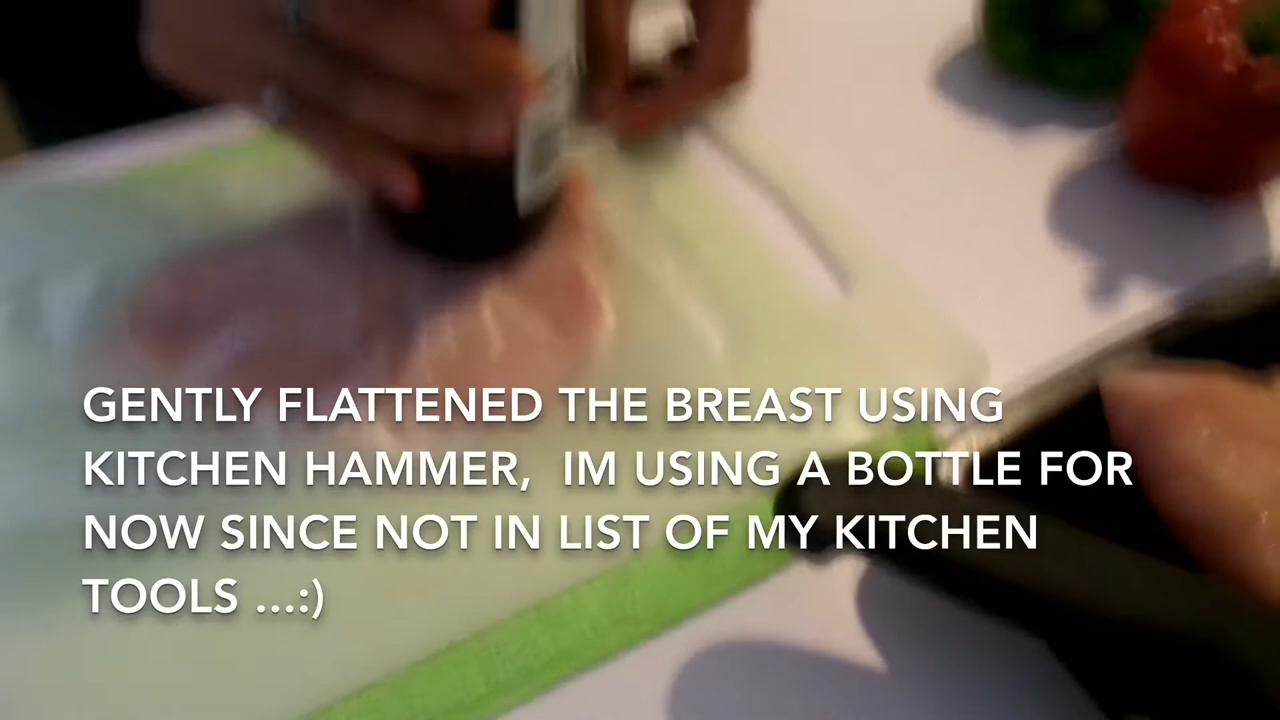 GENTLY FLATTENED THE BREAST USING
KITCHEN HAMMER,  IM USING A BOTTLE FOR
NOW SINCE NOT IN LIST OF MY KITCHEN
TOOLS ...:)